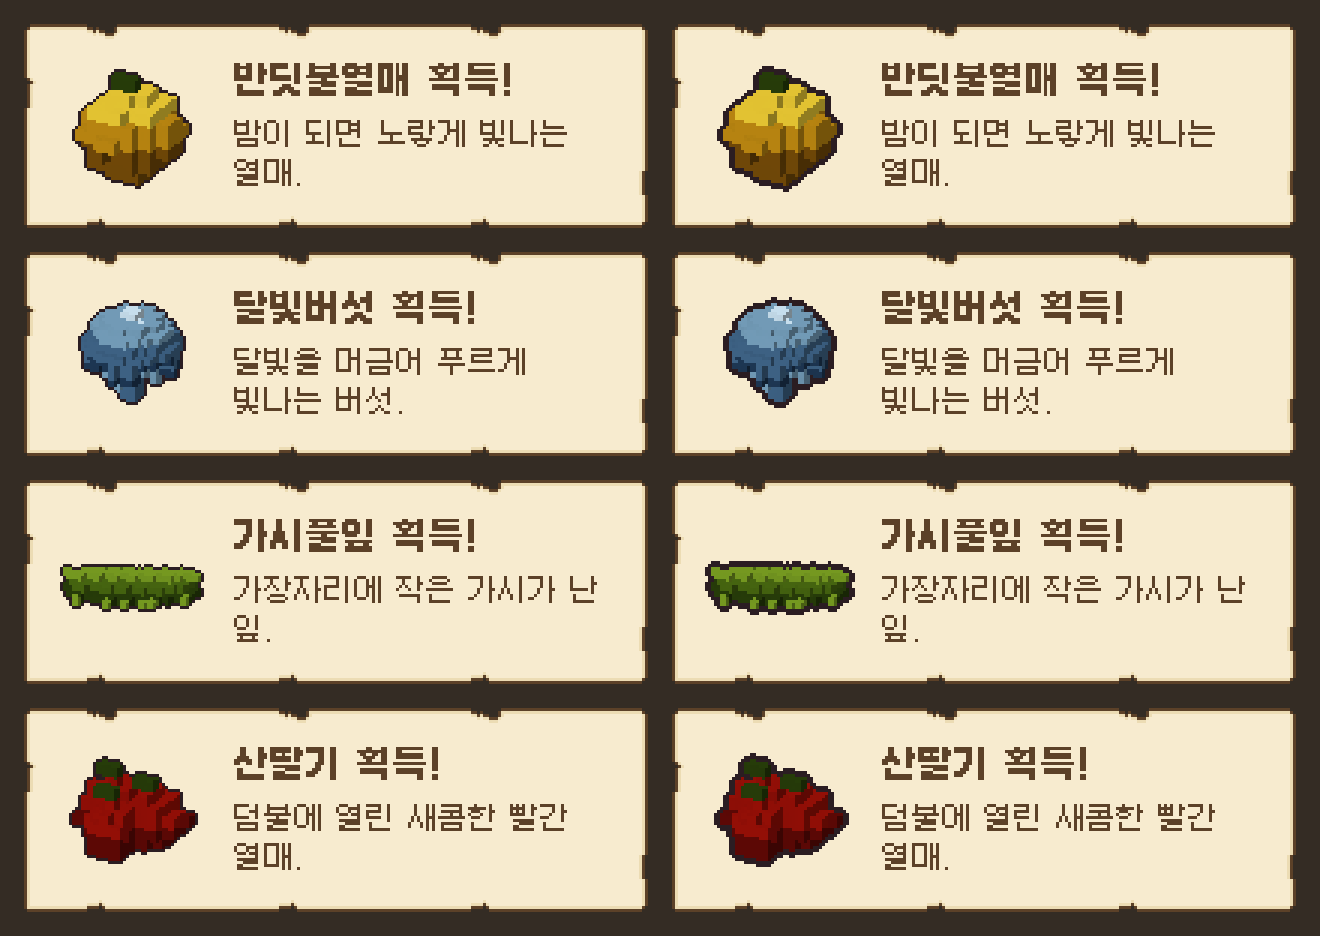 반딧불열매 획득!
밤이 되면 노랗게 빛나는
열매.
반딧불열매 획득!
밤이 되면 노랗게 빛나는
열매.
달빛버섯 획득!
달빛을 머금어 푸르게
빛나는 버섯.
달빛버섯 획득!
달빛을 머금어 푸르게
빛나는 버섯.
가시풀잎 획득!
가장자리에 작은 가시가 난
잎.
가시풀잎 획득!
가장자리에 작은 가시가 난
잎.
산딸기 획득!
덤불에 열린 새콤한 빨간
열매.
산딸기 획득!
덤불에 열린 새콤한 빨간
열매.